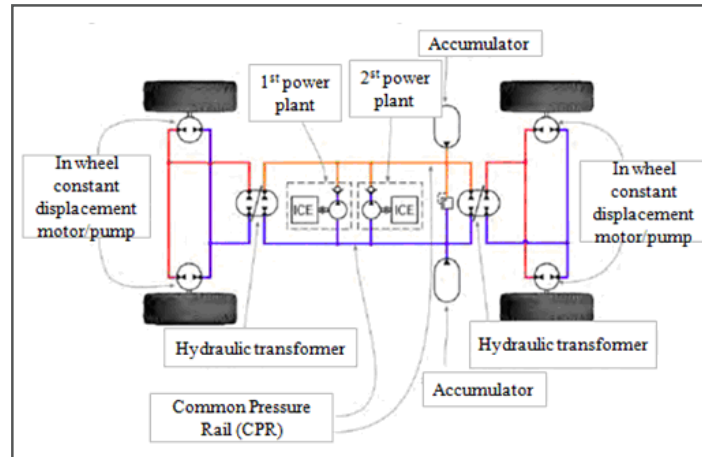 Accumulator
1st power
plant
2st power
plant
In wheel
constant
displacement
motor/pump
In wheel
constant
displacement
motor/pump
ICE
ICE
Hydraulic transformer
Hydraulic transformer
Accumulator
Common Pressure
Rail (CPR)